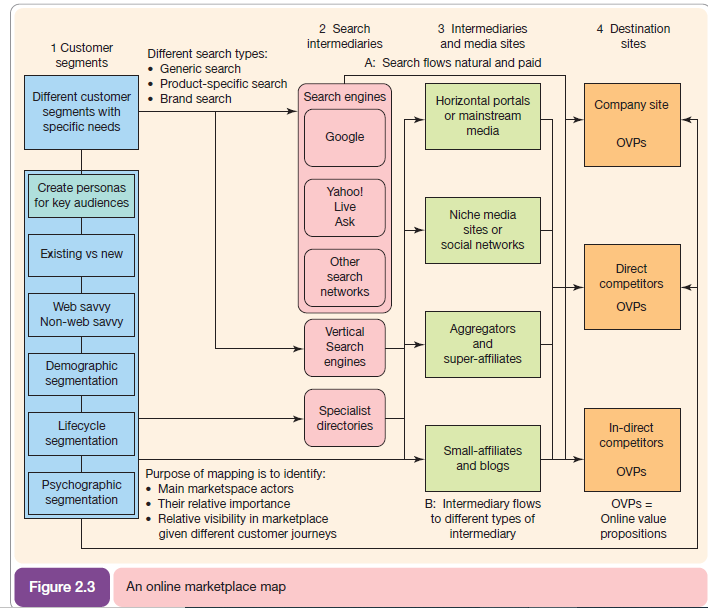 1 Customer
segments
Different search types:
• Generic search
• Product-specific search
• Brand search
2 Search
intermediaries
3 Intermediaries
and media sites
4 Destination
sites
A: Search flows natural and paid
Different customer
segments with
specific needs
Create personas
for key audiences
Existing vs new
Web savvy
Non-web savvy
Demographic
segmentation
Lifecycle
segmentation
Psychographic
segmentation
Search engines
Google
Yahoo!
Live
Ask
Other
search
networks
Vertical
Search
engines
Specialist
directories
Horizontal portals
or mainstream
media
Niche media
sites or
social networks
Aggregators
and
super-affiliates
Small-affiliates
and blogs
Company site
OVPs
Direct
competitors
OVPs
In-direct
competitors
OVPs
Purpose of mapping is to identify:
• Main marketspace actors
• Their relative importance
• Relative visibility in marketplace
given different customer journeys
B: Intermediary flows
to different types of
intermediary
OVPs =
Online value
propositions
Figure 2.3
An online marketplace map